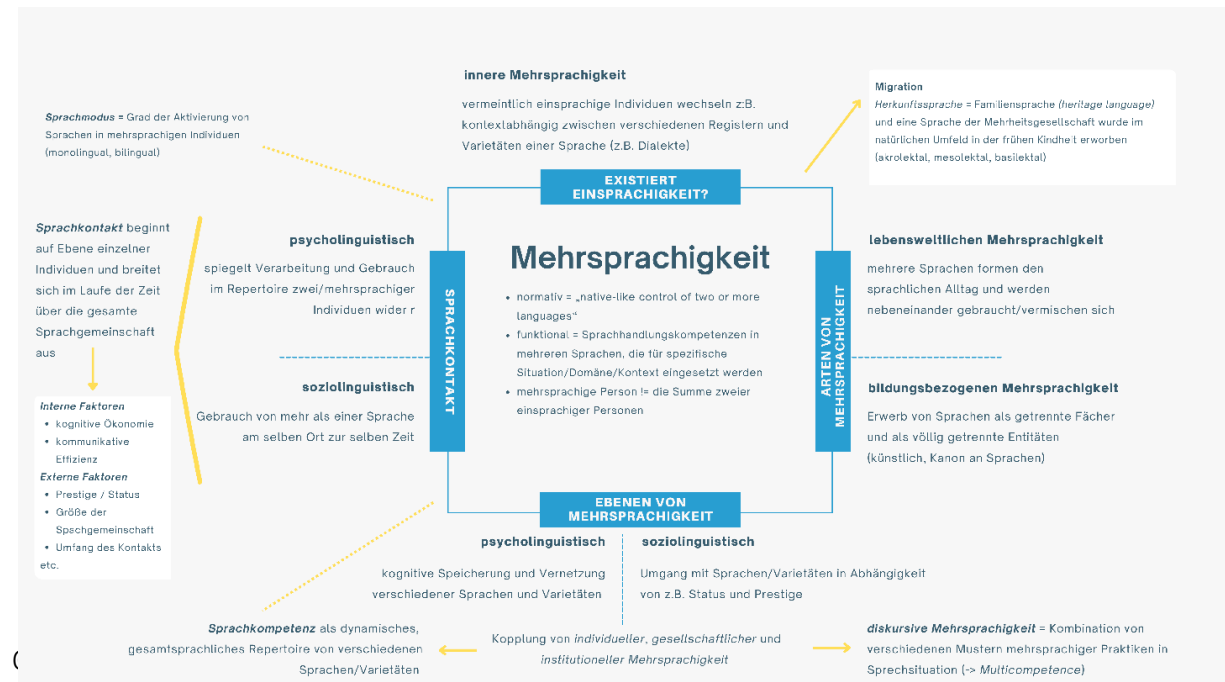 innere Mehrsprachigkeit
vermeintlich einsprachige Individuen wechseln z.B.
kontextabhängig zwischen verschiedenen Registern und
Varietäten einer Sprache (z.B. Dialekte)
Migration
Herkunftssprache = Familiensprache (heritage language)
und eine Sprache der Mehrheitsgesellschaft wurde im
natürlichen Umfeld in der frühen Kindheit erworben
(akrolektal, mesolektal, basilektal)
Sprachmodus = Grad der Aktivierung von
Sprachen in mehrsprachigen Individuen
(monolingual, bilingual)
EXISTIERT
EINSPRACHIGKEIT?
Sprachkontakt beginnt
auf Ebene einzelner
Individuen und breitet
sich im Laufe der Zeit
über die gesamte
Sprachgemeinschaft
aus
Interne Faktoren
• kognitive Ökonomie
• kommunikative
Effizienz
Externe Faktoren
• Prestige / Status
• Größe der
Spachgemeinschaft
• Umfang des Kontakts
etc.
psycholinguistisch
spiegelt Verarbeitung und Gebrauch
im Repertoire zwei/mehrsprachiger
Individuen wider r
soziolinguistisch
Gebrauch von mehr als einer Sprache
am selben Ort zur selben Zeit
SPRACHKONTAKT
Mehrsprachigkeit
• normativ = „native-like control of two or more
languages“
• funktional = Sprachhandlungskompetenzen in
mehreren Sprachen, die für spezifische
Situation/Domäne/Kontext eingesetzt werden
• mehrsprachige Person != die Summe zweier
einsprachiger Personen
ARTEN VON
MEHRSPRACHIGKEIT
lebensweltlichen Mehrsprachigkeit
mehrere Sprachen formen den
sprachlichen Alltag und werden
nebeneinander gebraucht/vermischen sich
bildungsbezogenen Mehrsprachigkeit
Erwerb von Sprachen als getrennte Fächer
und als völlig getrennte Entitäten
(künstlich, Kanon an Sprachen)
EBENEN VON
MEHRSPRACHIGKEIT
psycholinguistisch
kognitive Speicherung und Vernetzung
verschiedener Sprachen und Varietäten
soziolinguistisch
Umgang mit Sprachen/Varietäten in Abhängigkeit
von z.B. Status und Prestige
Sprachkompetenz als dynamisches,
gesamtsprachliches Repertoire von verschiedenen
Sprachen/Varietäten
Kopplung von individueller, gesellschaftlicher und
institutioneller Mehrsprachigkeit
diskursive Mehrsprachigkeit = Kombination von
verschiedenen Mustern mehrsprachiger Praktiken in
Sprechsituation (-> Multicompetence)